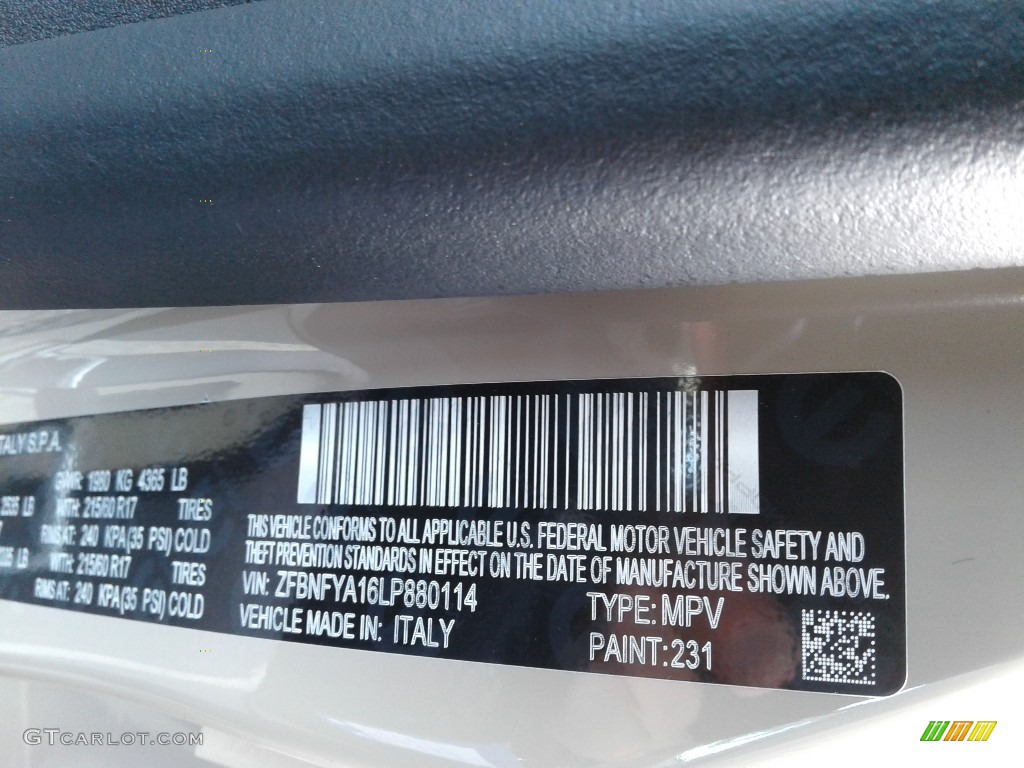 ITALY S.P.A.
GVWR: 1980 KG 4365 LB
LB WITH: 215/60 R17 TIRES
RIMS AT: 240 KPA(35 PSI) COLD
LB WITH: 215/60 R17 TIRES
RIMS AT: 240 KPA(35 PSI) COLD
THIS VEHICLE CONFORMS TO ALL APPLICABLE U.S. FEDERAL MOTOR VEHICLE SAFETY AND
THEFT PREVENTION STANDARDS IN EFFECT ON THE DATE OF MANUFACTURE SHOWN ABOVE.
VIN: ZFBNFYA16LP880114 TYPE: MPV
VEHICLE MADE IN: ITALY PAINT: 231
GTCARLOT.COM